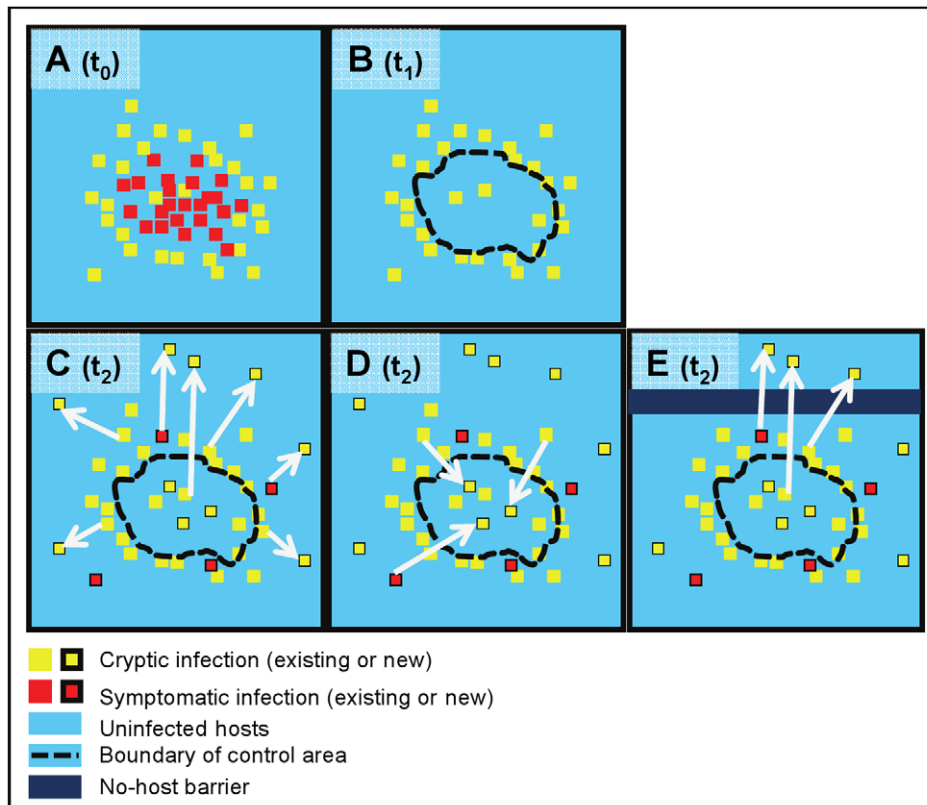 A (t0)
B (t1)
C (t2)
D (t2)
E (t2)
Cryptic infection (existing or new)
Symptomatic infection (existing or new)
Uninfected hosts
Boundary of control area
No-host barrier